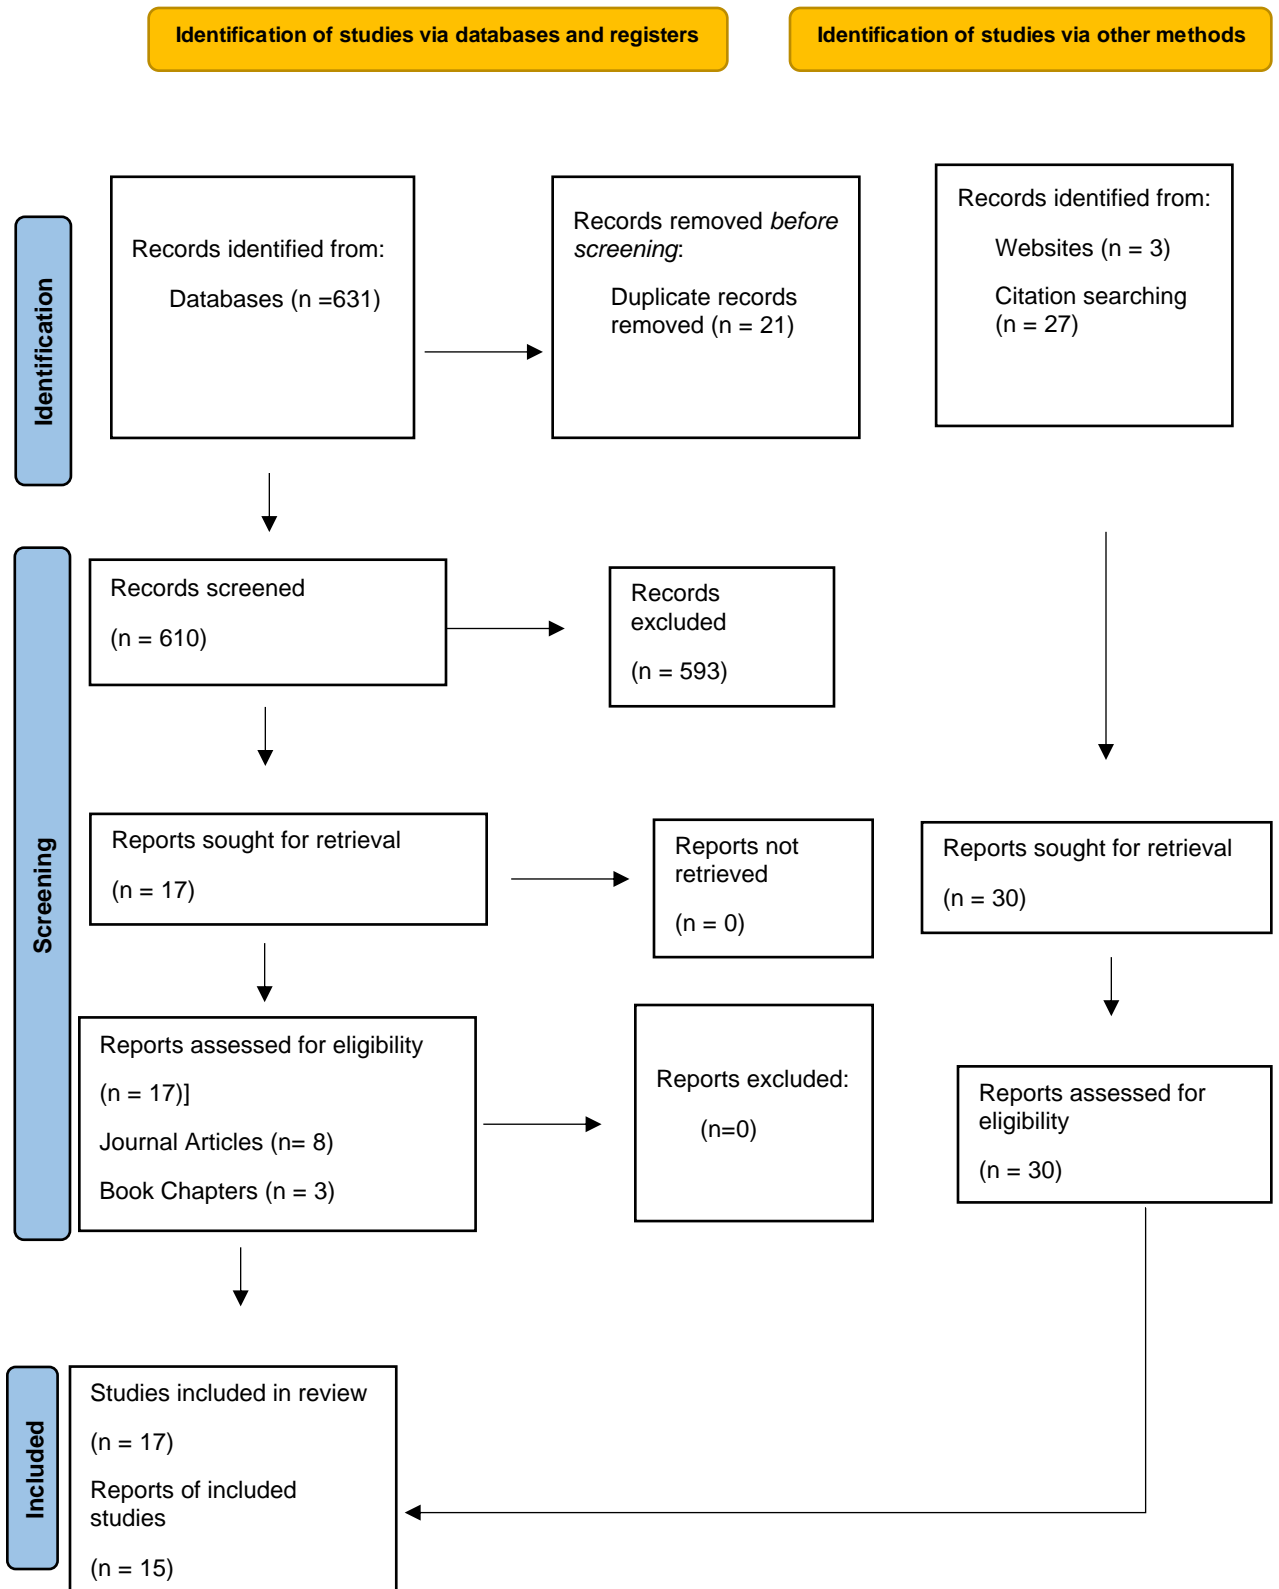 Identification of studies via databases and registers
Identification of studies via other methods
Identification
Records identified from:
Databases (n =631)
Records removed before
screening:
Duplicate records
removed (n = 21)
Records identified from:
Websites (n = 3)
Citation searching
(n = 27)
Screening
Records screened
(n = 610)
Records
excluded
(n = 593)
Reports sought for retrieval
(n = 17)
Reports not
retrieved
(n = 0)
Reports sought for retrieval
(n = 30)
Reports assessed for eligibility
(n = 17)]
Journal Articles (n= 8)
Book Chapters (n = 3)
Reports excluded:
(n=0)
Reports assessed for
eligibility
(n = 30)
Included
Studies included in review
(n = 17)
Reports of included
studies
(n = 15)